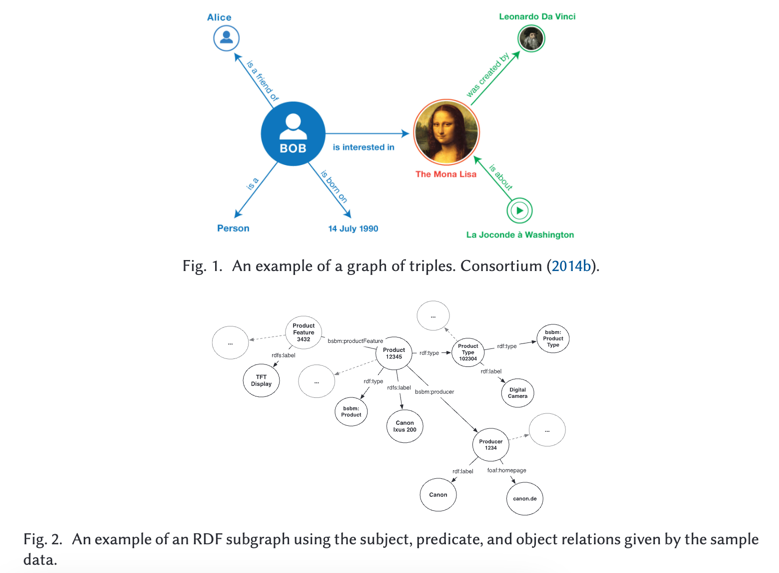 Alice
Leonardo Da Vinci
is a friend of
was created by
BOB
is interested in
The Mona Lisa
is a
is born on
is about
Person
14 July 1990
La Joconde à Washington
Fig. 1. An example of a graph of triples. Consortium (2014b).
...
Product
Feature
3432
bsbm:productFeature
...
Product
12345
rdf:type
Product
Type
102304
rdf:type
bsbm:
Product
Type
rdfs:label
TFT
Display
...
rdf:type
rdfs:label
bsbm:producer
rdf:label
Digital
Camera
bsbm:
Product
Canon
Ixus 200
Producer
1234
...
rdf:label
foaf:homepage
Canon
canon.de
Fig. 2. An example of an RDF subgraph using the subject, predicate, and object relations given by the sample
data.